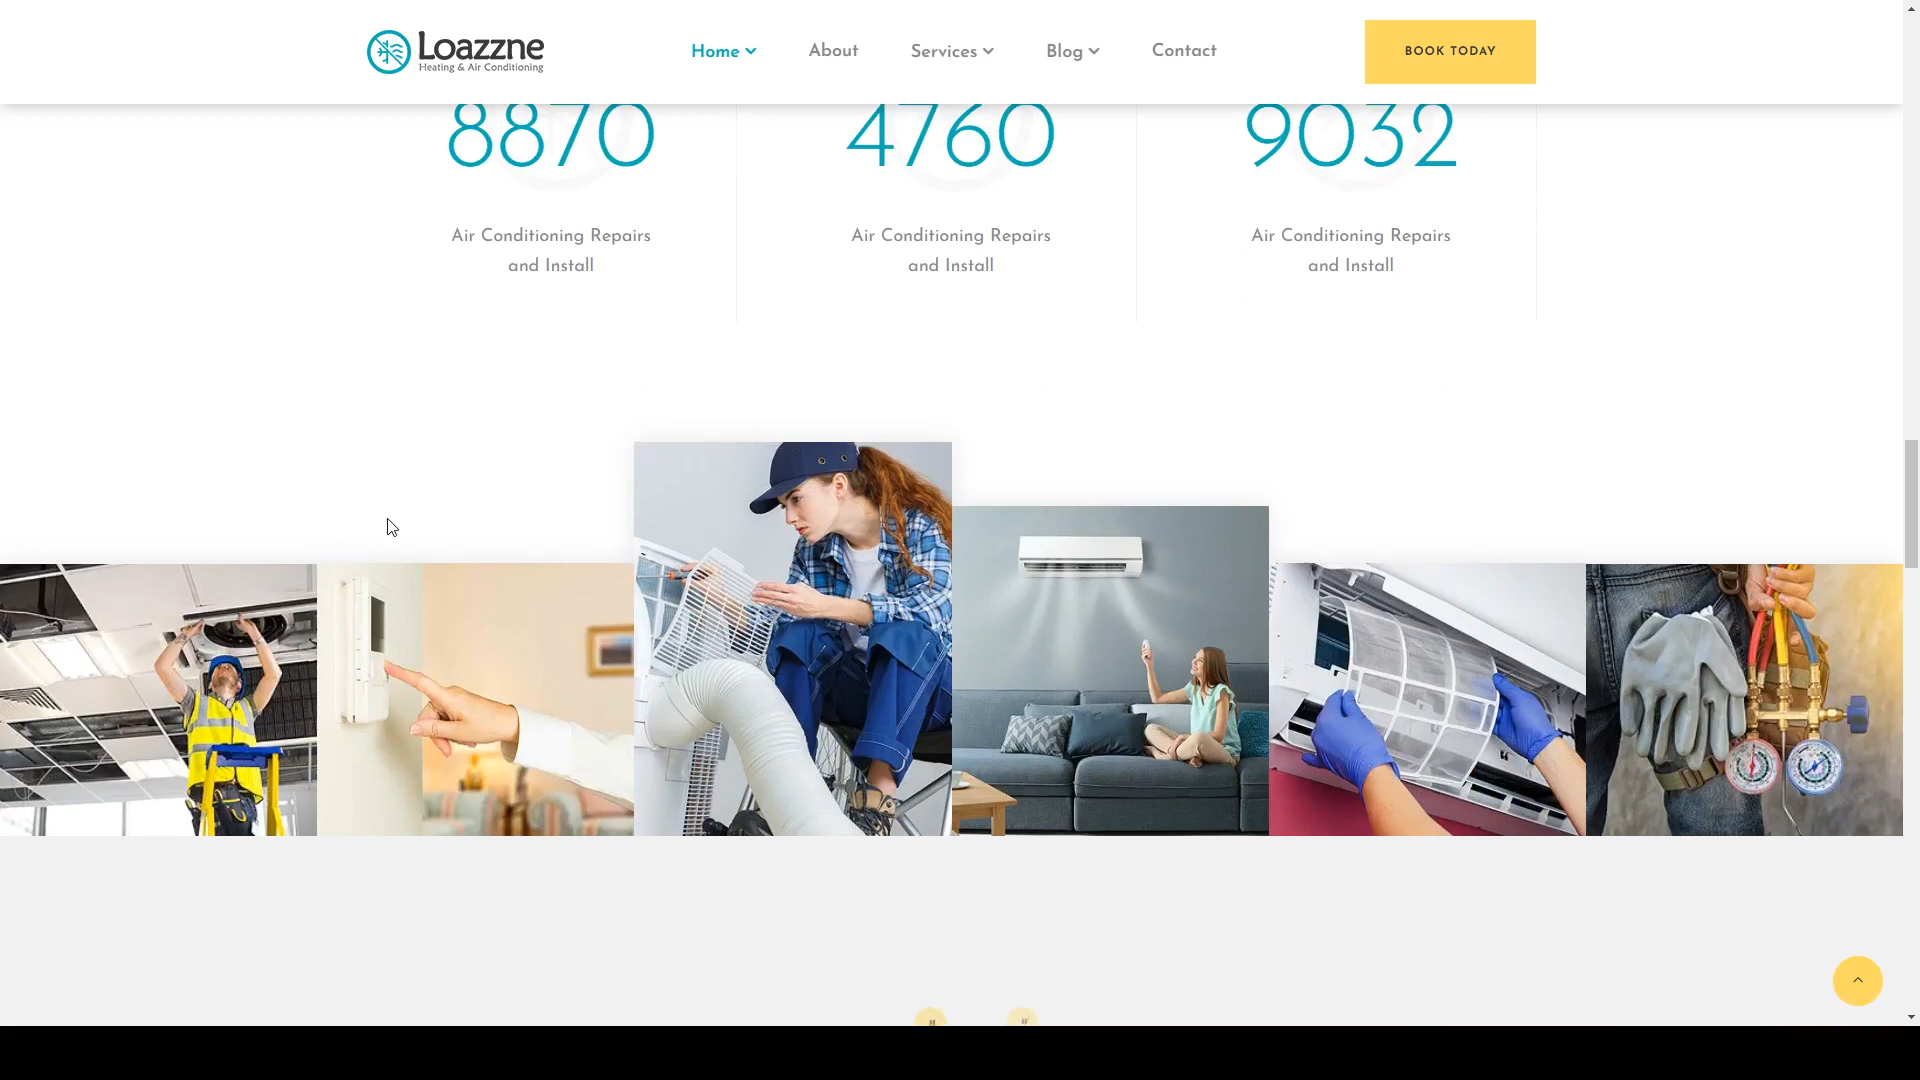 Loazzne
Heating & Air Conditioning
Home
About
Services
Blog
Contact
BOOK TODAY
8870
4760
9032
Air Conditioning Repairs
and Install
Air Conditioning Repairs
and Install
Air Conditioning Repairs
and Install